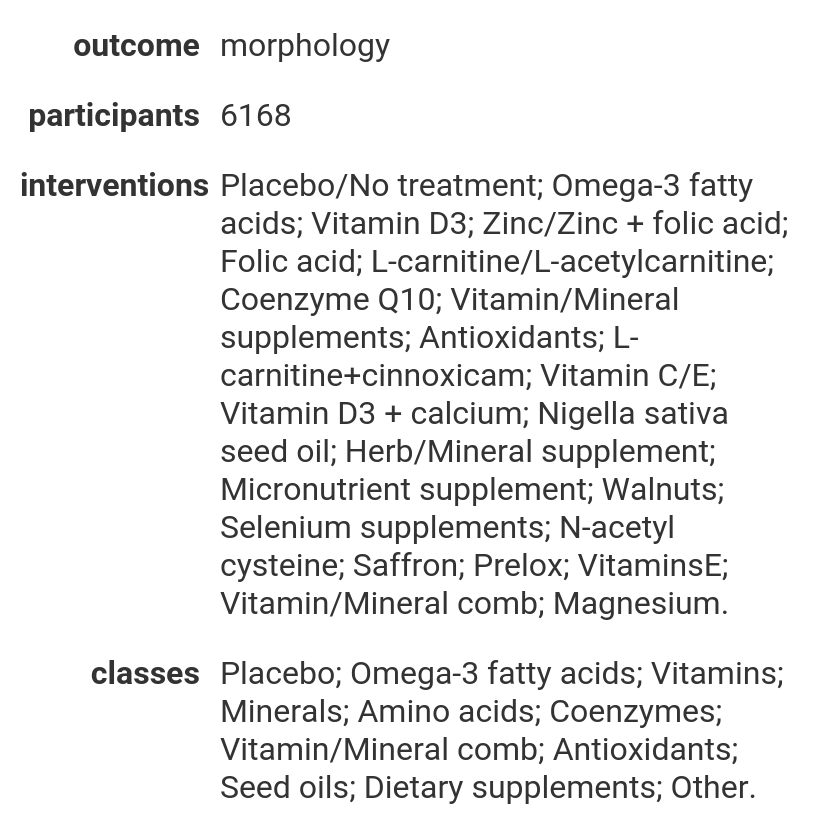 outcome morphology
participants 6168
interventions Placebo/No treatment; Omega-3 fatty
acids; Vitamin D3; Zinc/Zinc + folic acid;
Folic acid; L-carnitine/L-acetylcarnitine;
Coenzyme Q10; Vitamin/Mineral
supplements; Antioxidants; L-
carnitine+cinnoxicam; Vitamin C/E;
Vitamin D3 + calcium; Nigella sativa
seed oil; Herb/Mineral supplement;
Micronutrient supplement; Walnuts;
Selenium supplements; N-acetyl
cysteine; Saffron; Prelox; VitaminsE;
Vitamin/Mineral comb; Magnesium.
classes Placebo; Omega-3 fatty acids; Vitamins;
Minerals; Amino acids; Coenzymes;
Vitamin/Mineral comb; Antioxidants;
Seed oils; Dietary supplements; Other.